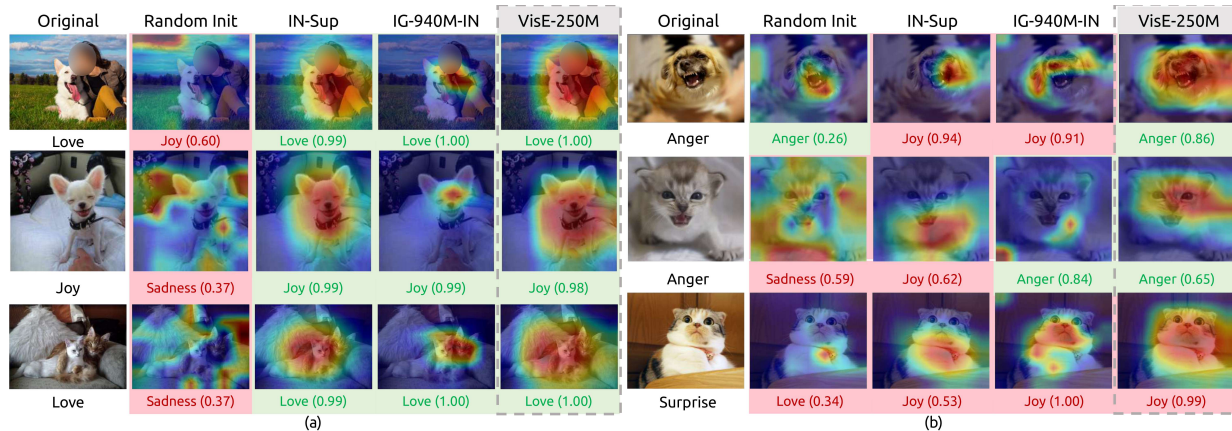 Original Random Init IN-Sup IG-940M-IN VisE-250M
Love Joy (0.60) Love (0.99) Love (1.00) Love (1.00)
Joy Sadness (0.37) Joy (0.99) Joy (0.99) Joy (0.98)
Love Sadness (0.37) Love (0.99) Love (1.00) Love (1.00)
(a)
Original Random Init IN-Sup IG-940M-IN VisE-250M
Anger Anger (0.26) Joy (0.94) Joy (0.91) Anger (0.86)
Anger Sadness (0.59) Joy (0.62) Anger (0.84) Anger (0.65)
Surprise Love (0.34) Joy (0.53) Joy (1.00) Joy (0.99)
(b)